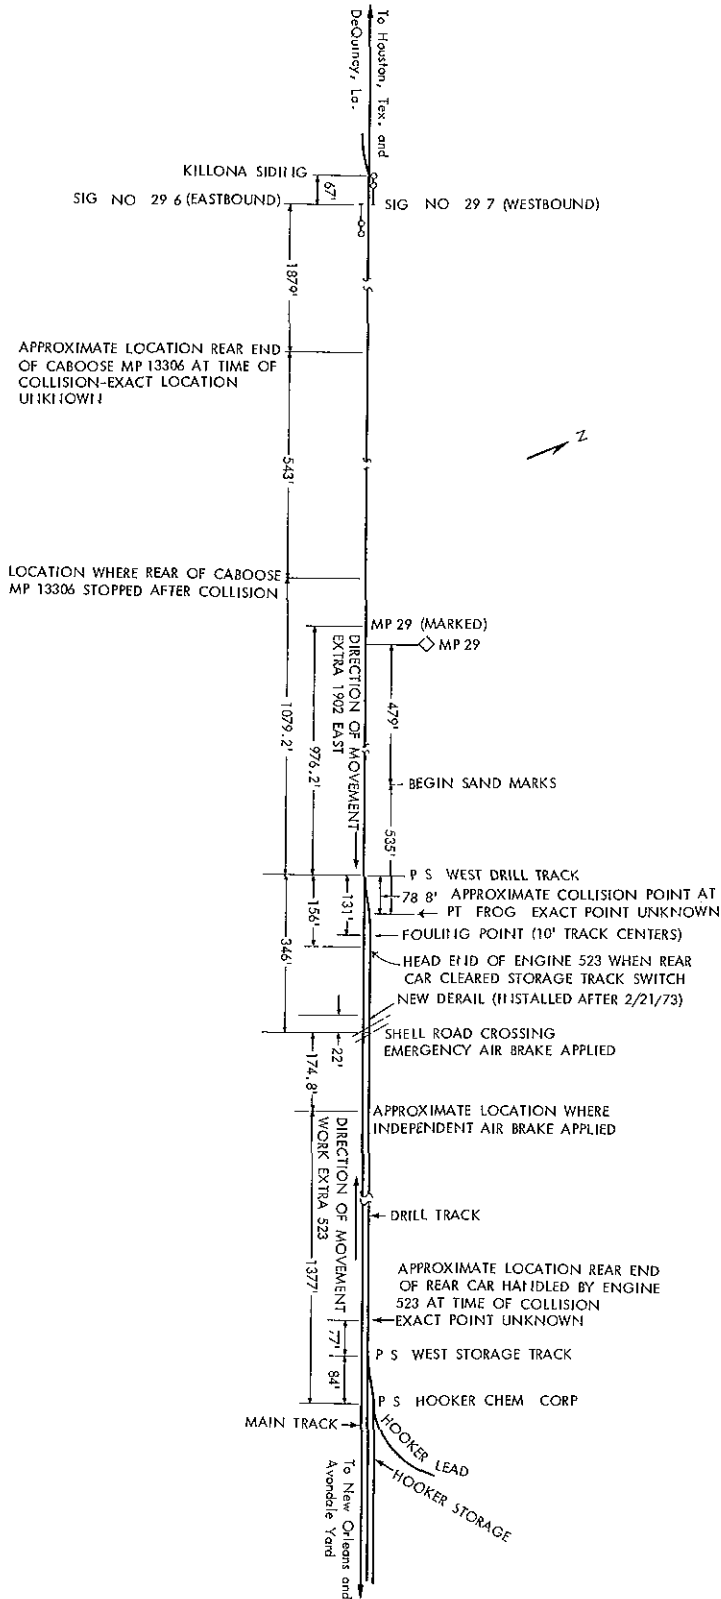 To Houston, Tex. and
DeQuincy, La.
KILLONA SIDING
67'
SIG NO 29 6 (EASTBOUND)
SIG NO 29 7 (WESTBOUND)
1879'
APPROXIMATE LOCATION REAR END
OF CABOOSE MP 13306 AT TIME OF
COLLISION-EXACT LOCATION
UNKNOWN
N
543'
LOCATION WHERE REAR OF CABOOSE
MP 13306 STOPPED AFTER COLLISION
MP 29 (MARKED)
MP 29
DIRECTION OF MOVEMENT
EXTRA 1902 EAST
479'
1079.2'
976.2'
BEGIN SAND MARKS
535'
P S WEST DRILL TRACK
78 8' APPROXIMATE COLLISION POINT AT
PT FROG EXACT POINT UNKNOWN
131'
156'
FOULING POINT (10' TRACK CENTERS)
346'
HEAD END OF ENGINE 523 WHEN REAR
CAR CLEARED STORAGE TRACK SWITCH
NEW DERAIL (INSTALLED AFTER 2/21/73)
SHELL ROAD CROSSING
EMERGENCY AIR BRAKE APPLIED
22'
174.8'
APPROXIMATE LOCATION WHERE
INDEPENDENT AIR BRAKE APPLIED
DIRECTION OF MOVEMENT
WORK EXTRA 523
DRILL TRACK
1377'
APPROXIMATE LOCATION REAR END
OF REAR CAR HANDLED BY ENGINE
523 AT TIME OF COLLISION
EXACT POINT UNKNOWN
77'
P S WEST STORAGE TRACK
84'
P S HOOKER CHEM CORP
MAIN TRACK
HOOKER LEAD
HOOKER STORAGE
To New Orleans and
Avondale Yard